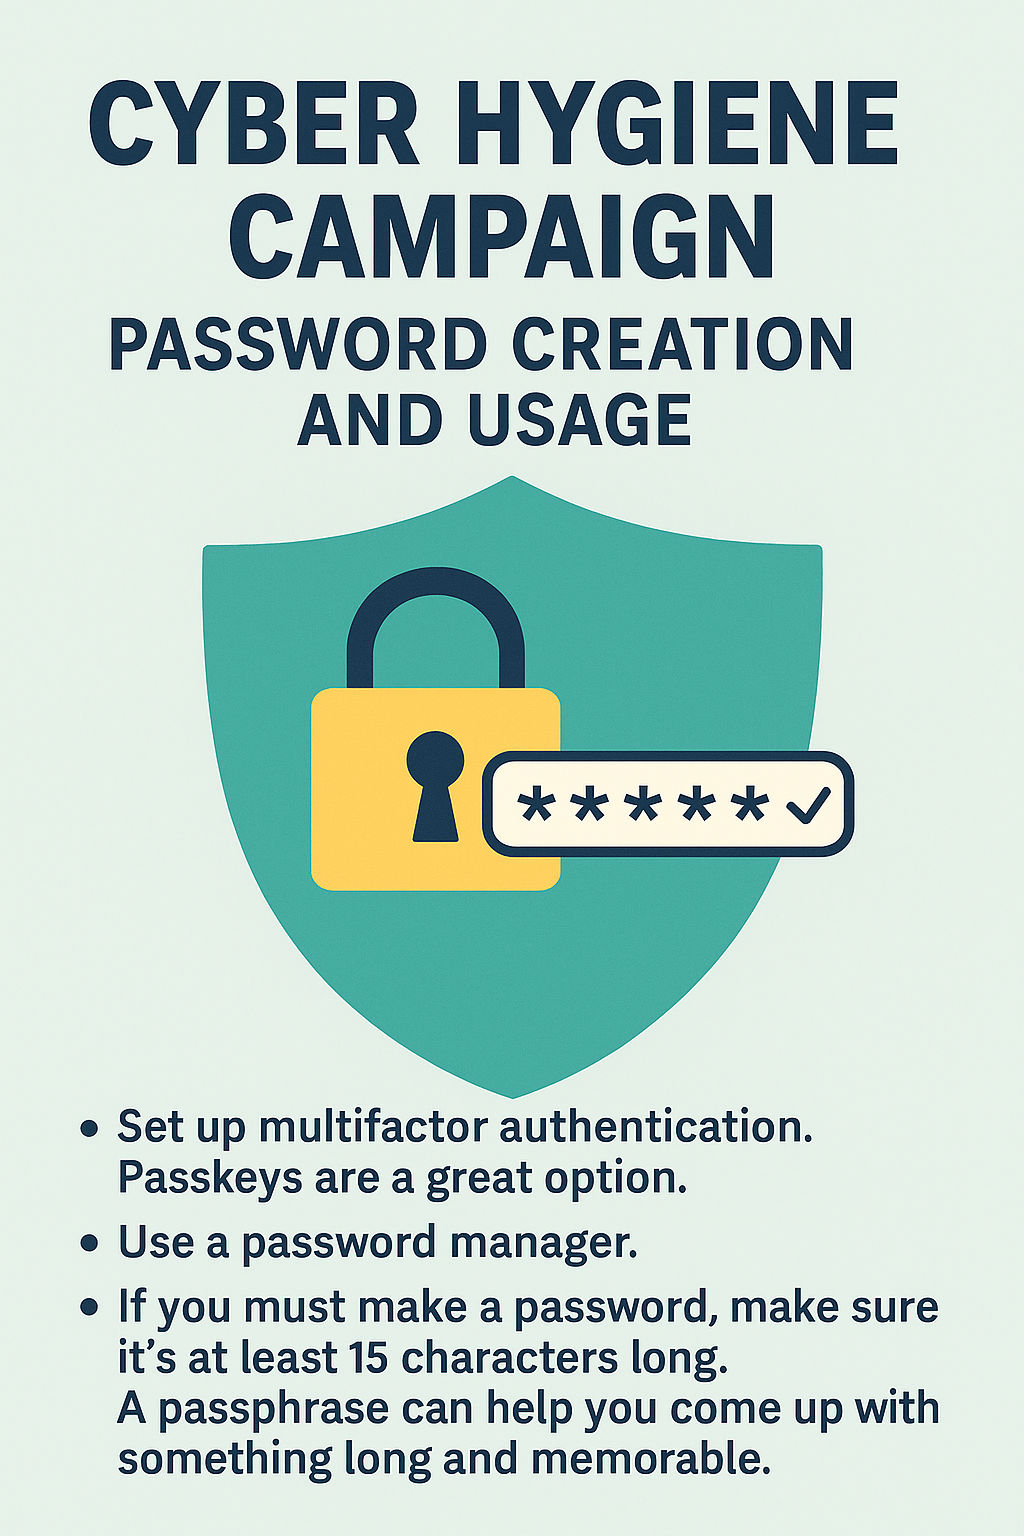 CYBER HYGIENE
CAMPAIGN
PASSWORD CREATION
AND USAGE
*****✓
• Set up multifactor authentication.
Passkeys are a great option.
• Use a password manager.
• If you must make a password, make sure
it’s at least 15 characters long.
A passphrase can help you come up with
something long and memorable.